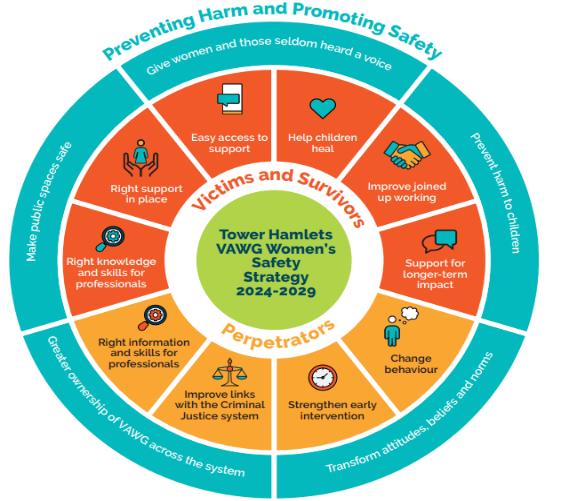 Preventing Harm and Promoting Safety
Give women and those seldom heard a voice
Prevent harm to children
Transform attitudes, beliefs and norms
Greater ownership of VAWG across the system
Make public spaces safe
Easy access to
support
Help children
heal
Improve joined
up working
Support for
longer-term
impact
Right support
in place
Right knowledge
and skills for
professionals
Victims and Survivors
Tower Hamlets
VAWG Women's
Safety
Strategy
2024-2029
Perpetrators
Right information
and skills for
professionals
Improve links
with the Criminal
Justice system
Strengthen early
intervention
Change
behaviour